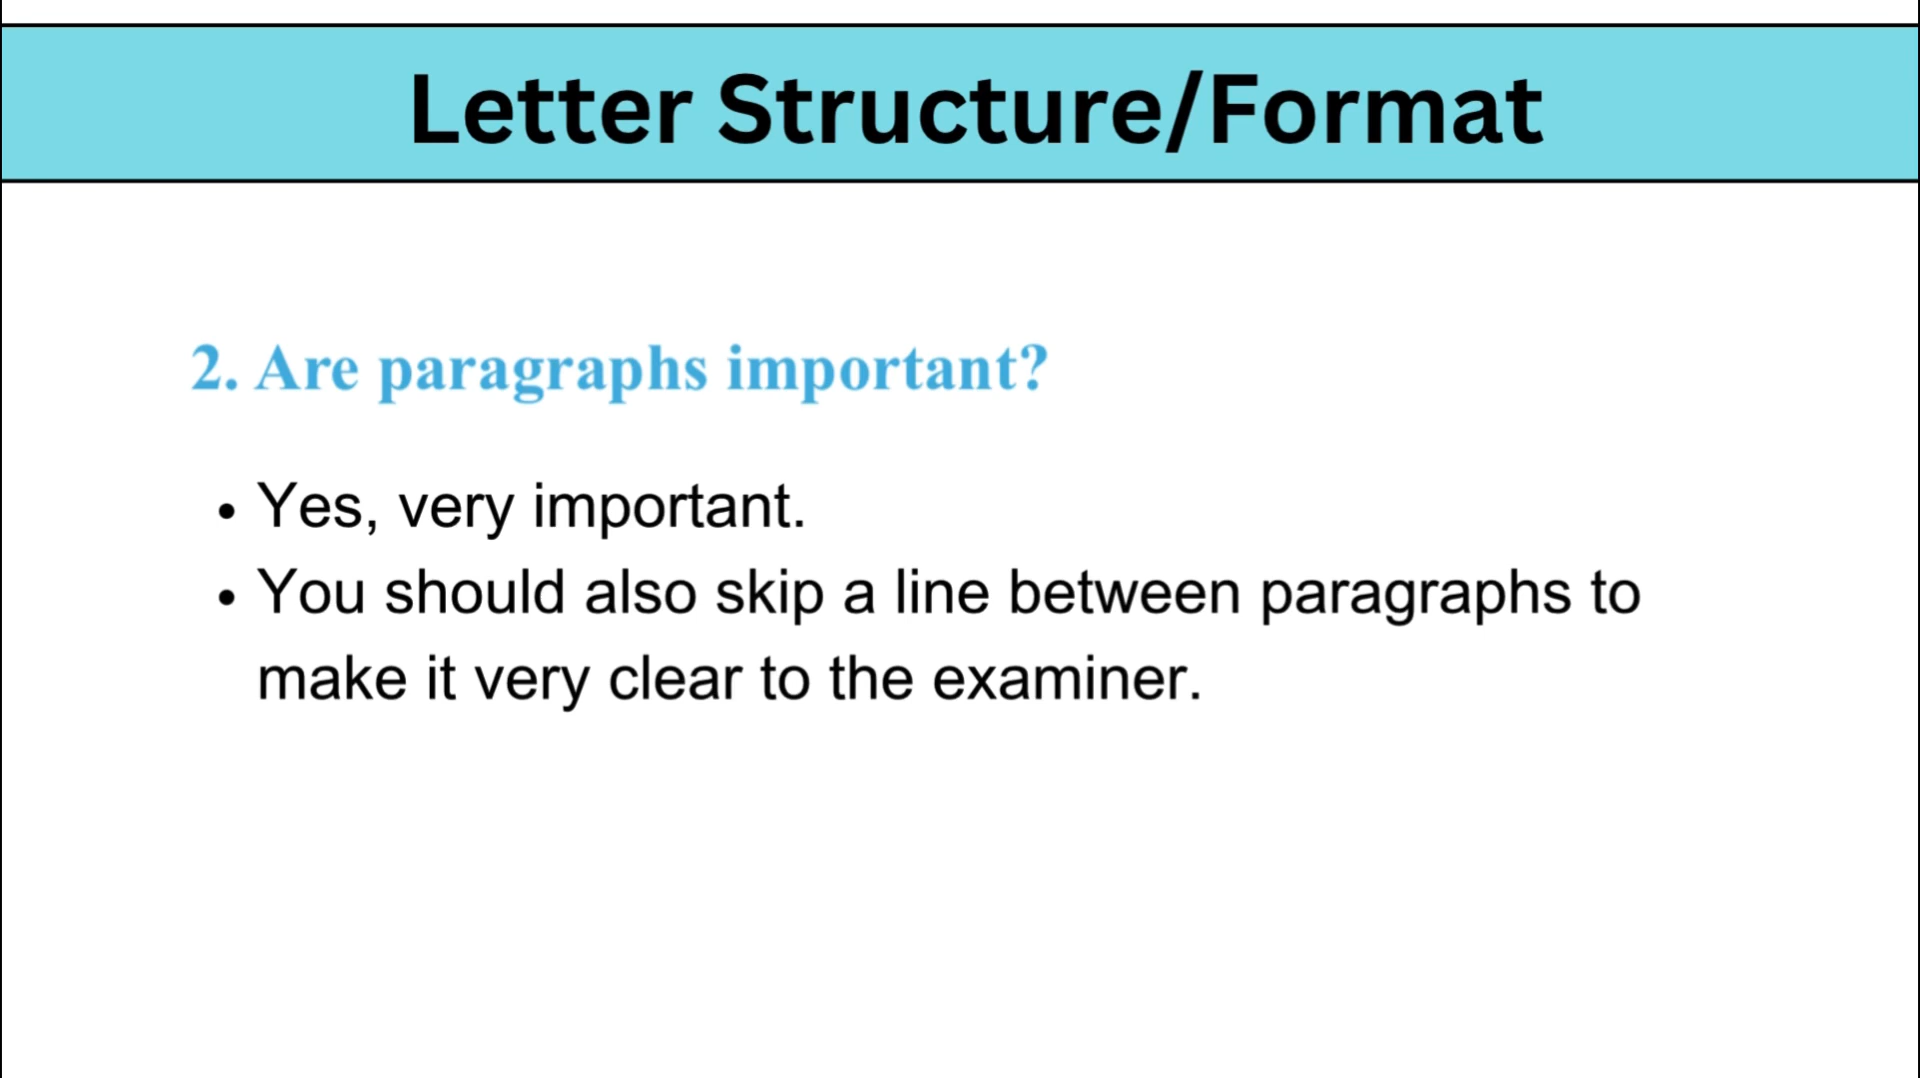 Letter Structure/Format
2. Are paragraphs important?
• Yes, very important.
• You should also skip a line between paragraphs to
make it very clear to the examiner.